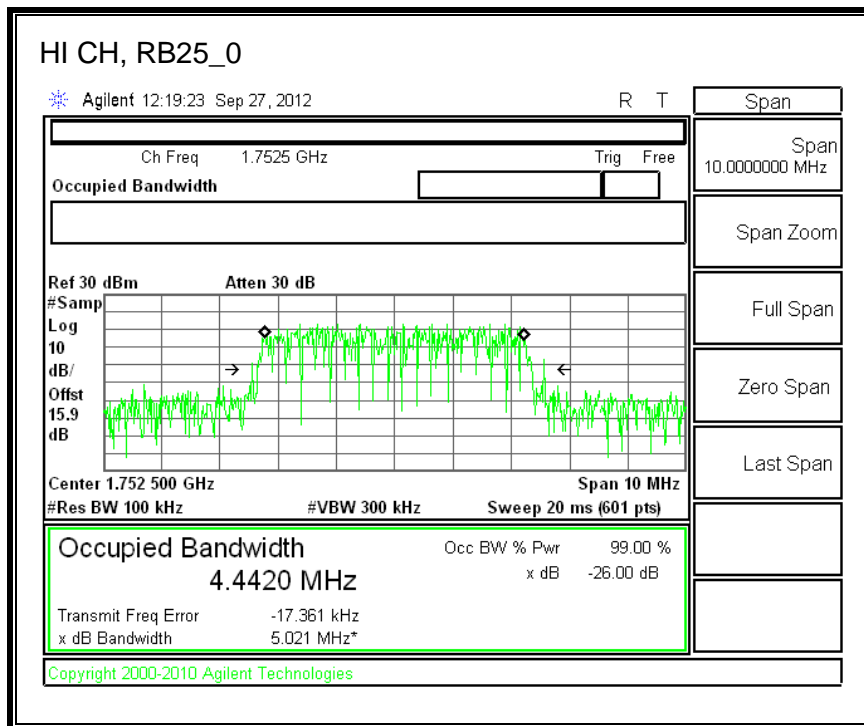 HI CH, RB25_0
Agilent 12:19:23 Sep 27, 2012 R T
Ch Freq 1.7525 GHz Trig Free
Occupied Bandwidth
Ref 30 dBm Atten 30 dB
#Samp
Log
10
dB/
Offst
15.9
dB
Center 1.752 500 GHz Span 10 MHz
#Res BW 100 kHz #VBW 300 kHz Sweep 20 ms (601 pts)
Occupied Bandwidth Occ BW % Pwr 99.00 %
4.4420 MHz x dB -26.00 dB
Transmit Freq Error -17.361 kHz
x dB Bandwidth 5.021 MHz*
Copyright 2000-2010 Agilent Technologies
Span
Span
10.0000000 MHz
Span Zoom
Full Span
Zero Span
Last Span